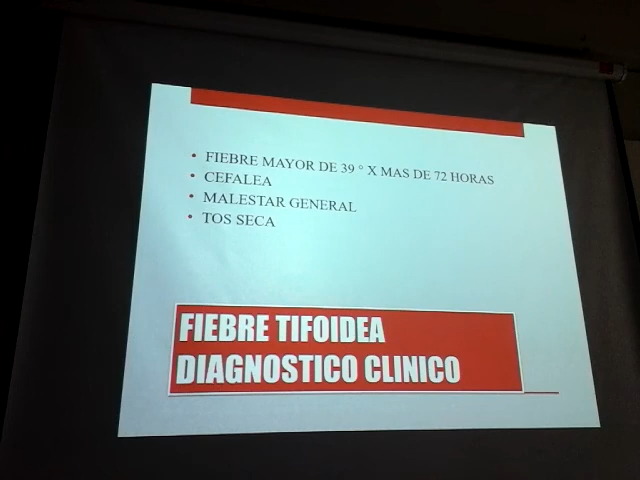 • FIEBRE MAYOR DE 39 ° X MAS DE 72 HORAS
• CEFALEA
• MALESTAR GENERAL
• TOS SECA
FIEBRE TIFOIDEA
DIAGNOSTICO CLINICO